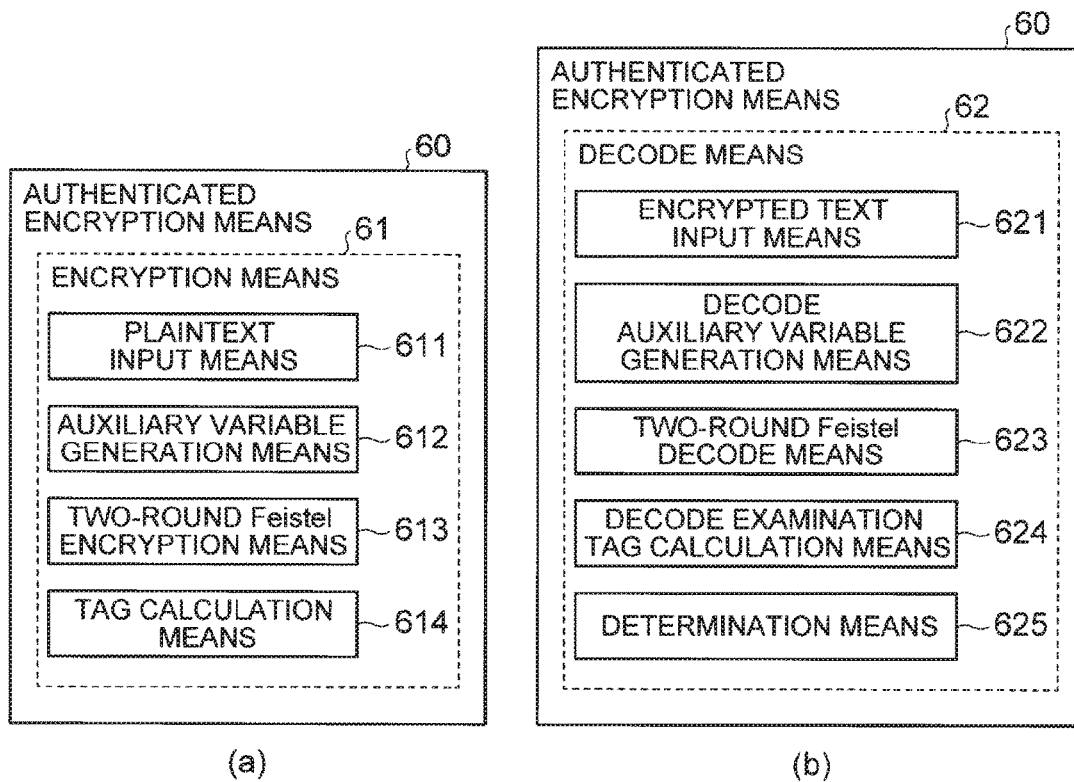 60
AUTHENTICATED
ENCRYPTION MEANS
61
ENCRYPTION MEANS
PLAINTEXT
INPUT MEANS
611
AUXILIARY VARIABLE
GENERATION MEANS
612
TWO-ROUND Feistel
ENCRYPTION MEANS
613
TAG CALCULATION
MEANS
614
(a)
60
AUTHENTICATED
ENCRYPTION MEANS
62
DECODE MEANS
ENCRYPTED TEXT
INPUT MEANS
621
DECODE
AUXILIARY VARIABLE
GENERATION MEANS
622
TWO-ROUND Feistel
DECODE MEANS
623
DECODE EXAMINATION
TAG CALCULATION MEANS
624
DETERMINATION MEANS
625
(b)